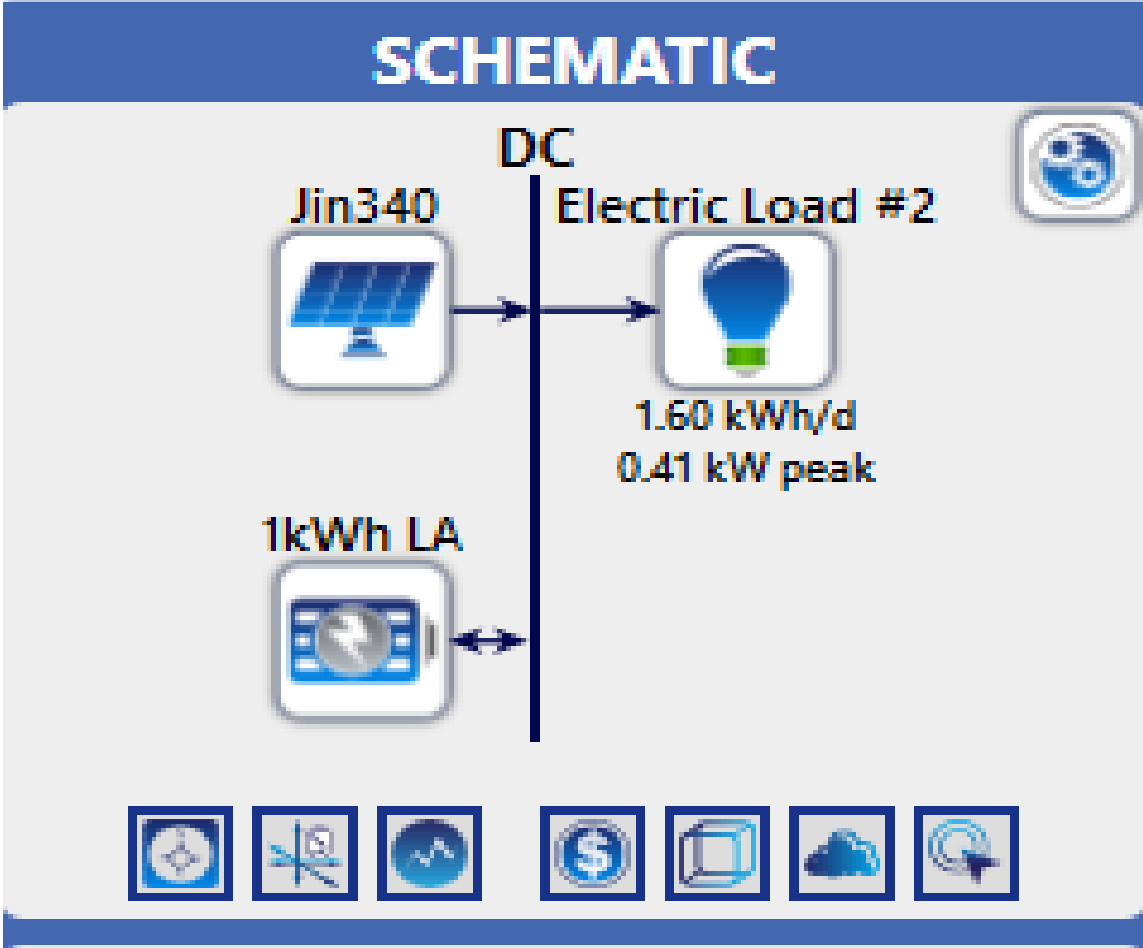 SCHEMATIC
DC
Jin340
Electric Load #2
1.60 kWh/d
0.41 kW peak
1kWh LA
$